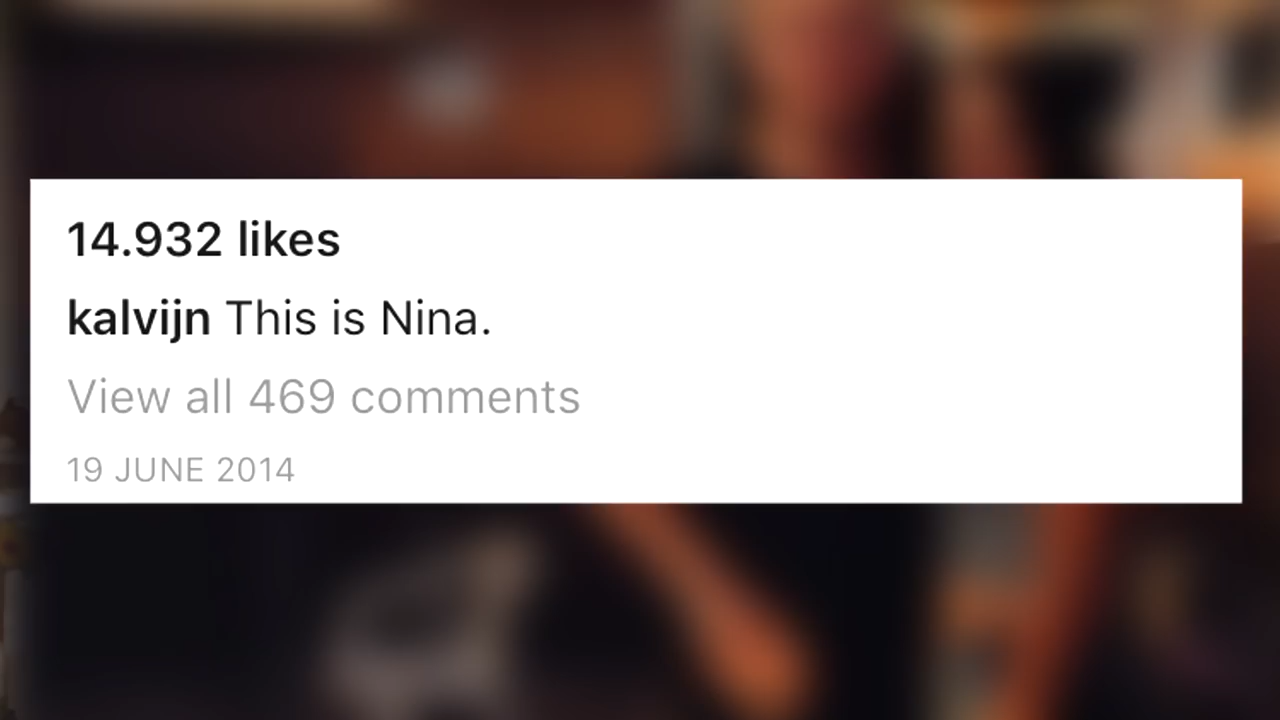 14.932 likes
kalvijn This is Nina.
View all 469 comments
19 JUNE 2014